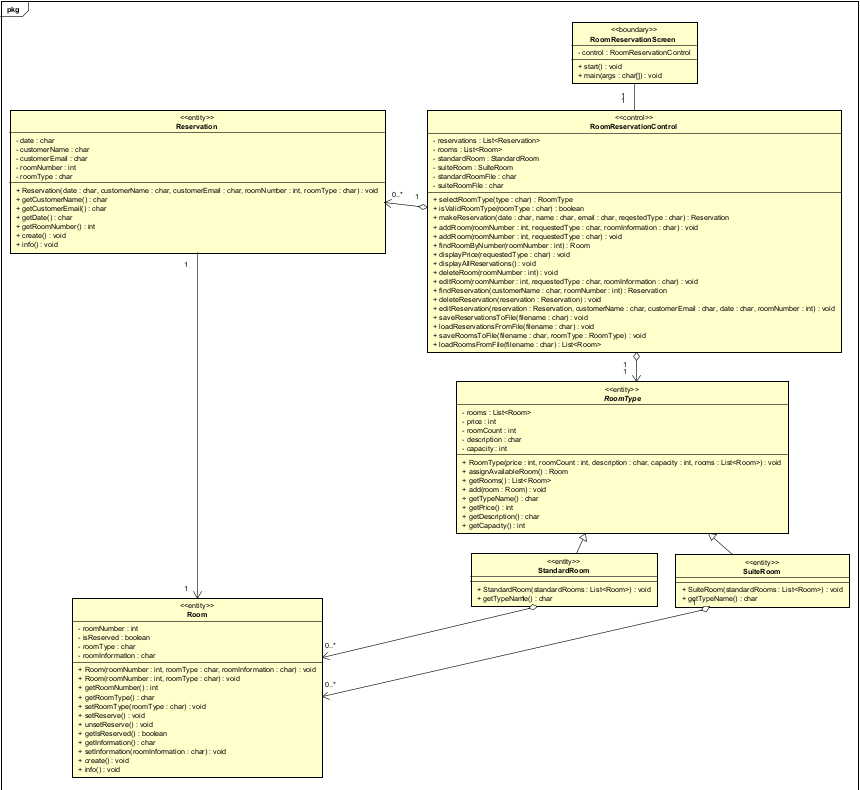 pkg
<<boundary>>
RoomReservationScreen
- control : RoomReservationControl
+ start() : void
+ main(args : char[]) : void
1
<<entity>>
Reservation
- date : char
- customerName : char
- customerEmail : char
- roomNumber : int
- roomType : char
+ Reservation(date : char, customerName : char, customerEmail : char, roomNumber : int, roomType : char) : void
+ getCustomerName() : char
+ getCustomerEmail() : char
+ getDate() : char
+ getRoomNumber() : int
+ create() : void
+ info() : void
0..*
1
<<control>>
RoomReservationControl
- reservations : List<Reservation>
- rooms : List<Room>
- standardRoom : StandardRoom
- suiteRoom : SuiteRoom
- standardRoomFile : char
- suiteRoomFile : char
+ selectRoomType(type : char) : RoomType
+ isValidRoomType(roomType : char) : boolean
+ makeReservation(date : char, name : char, email : char, reqestedType : char) : Reservation
+ addRoom(roomNumber : int, requestedType : char, roomInformation : char) : void
+ addRoom(roomNumber : int, requestedType : char) : void
+ findRoomByNumber(roomNumber : int) : Room
+ displayPrice(requestedType : char) : void
+ displayAllReservations() : void
+ deleteRoom(roomNumber : int) : void
+ editRoom(roomNumber : int, requestedType : char, roomInformation : char) : void
+ findReservation(customerName : char, roomNumber : int) : Reservation
+ deleteReservation(reservation : Reservation) : void
+ editReservation(reservation : Reservation, customerName : char, customerEmail : char, date : char, roomNumber : int) : void
+ saveReservationsToFile(filename : char) : void
+ loadReservationsFromFile(filename : char) : void
+ saveRoomsToFile(filename : char, roomType : RoomType) : void
+ loadRoomsFromFile(filename : char) : List<Room>
1
1
1
<<entity>>
RoomType
- rooms : List<Room>
- price : int
- roomCount : int
- description : char
- capacity : int
+ RoomType(price : int, roomCount : int, description : char, capacity : int, rooms : List<Room>) : void
+ assignAvailableRoom() : Room
+ getRooms() : List<Room>
+ add(room : Room) : void
+ getTypeName() : char
+ getPrice() : int
+ getDescription() : char
+ getCapacity() : int
<<entity>>
StandardRoom
+ StandardRoom(standardRooms : List<Room>) : void
+ getTypeName() : char
<<entity>>
SuiteRoom
+ SuiteRoom(standardRooms : List<Room>) : void
+ getTypeName() : char
1
<<entity>>
Room
- roomNumber : int
- isReserved : boolean
- roomType : char
- roomInformation : char
+ Room(roomNumber : int, roomType : char, roomInformation : char) : void
+ Room(roomNumber : int, roomType : char) : void
+ getRoomNumber() : int
+ getRoomType() : char
+ setRoomType(roomType : char) : void
+ setReserve() : void
+ unsetReserve() : void
+ getIsReserved() : boolean
+ getInformation() : char
+ setInformation(roomInformation : char) : void
+ create() : void
+ info() : void
0..*
0..*